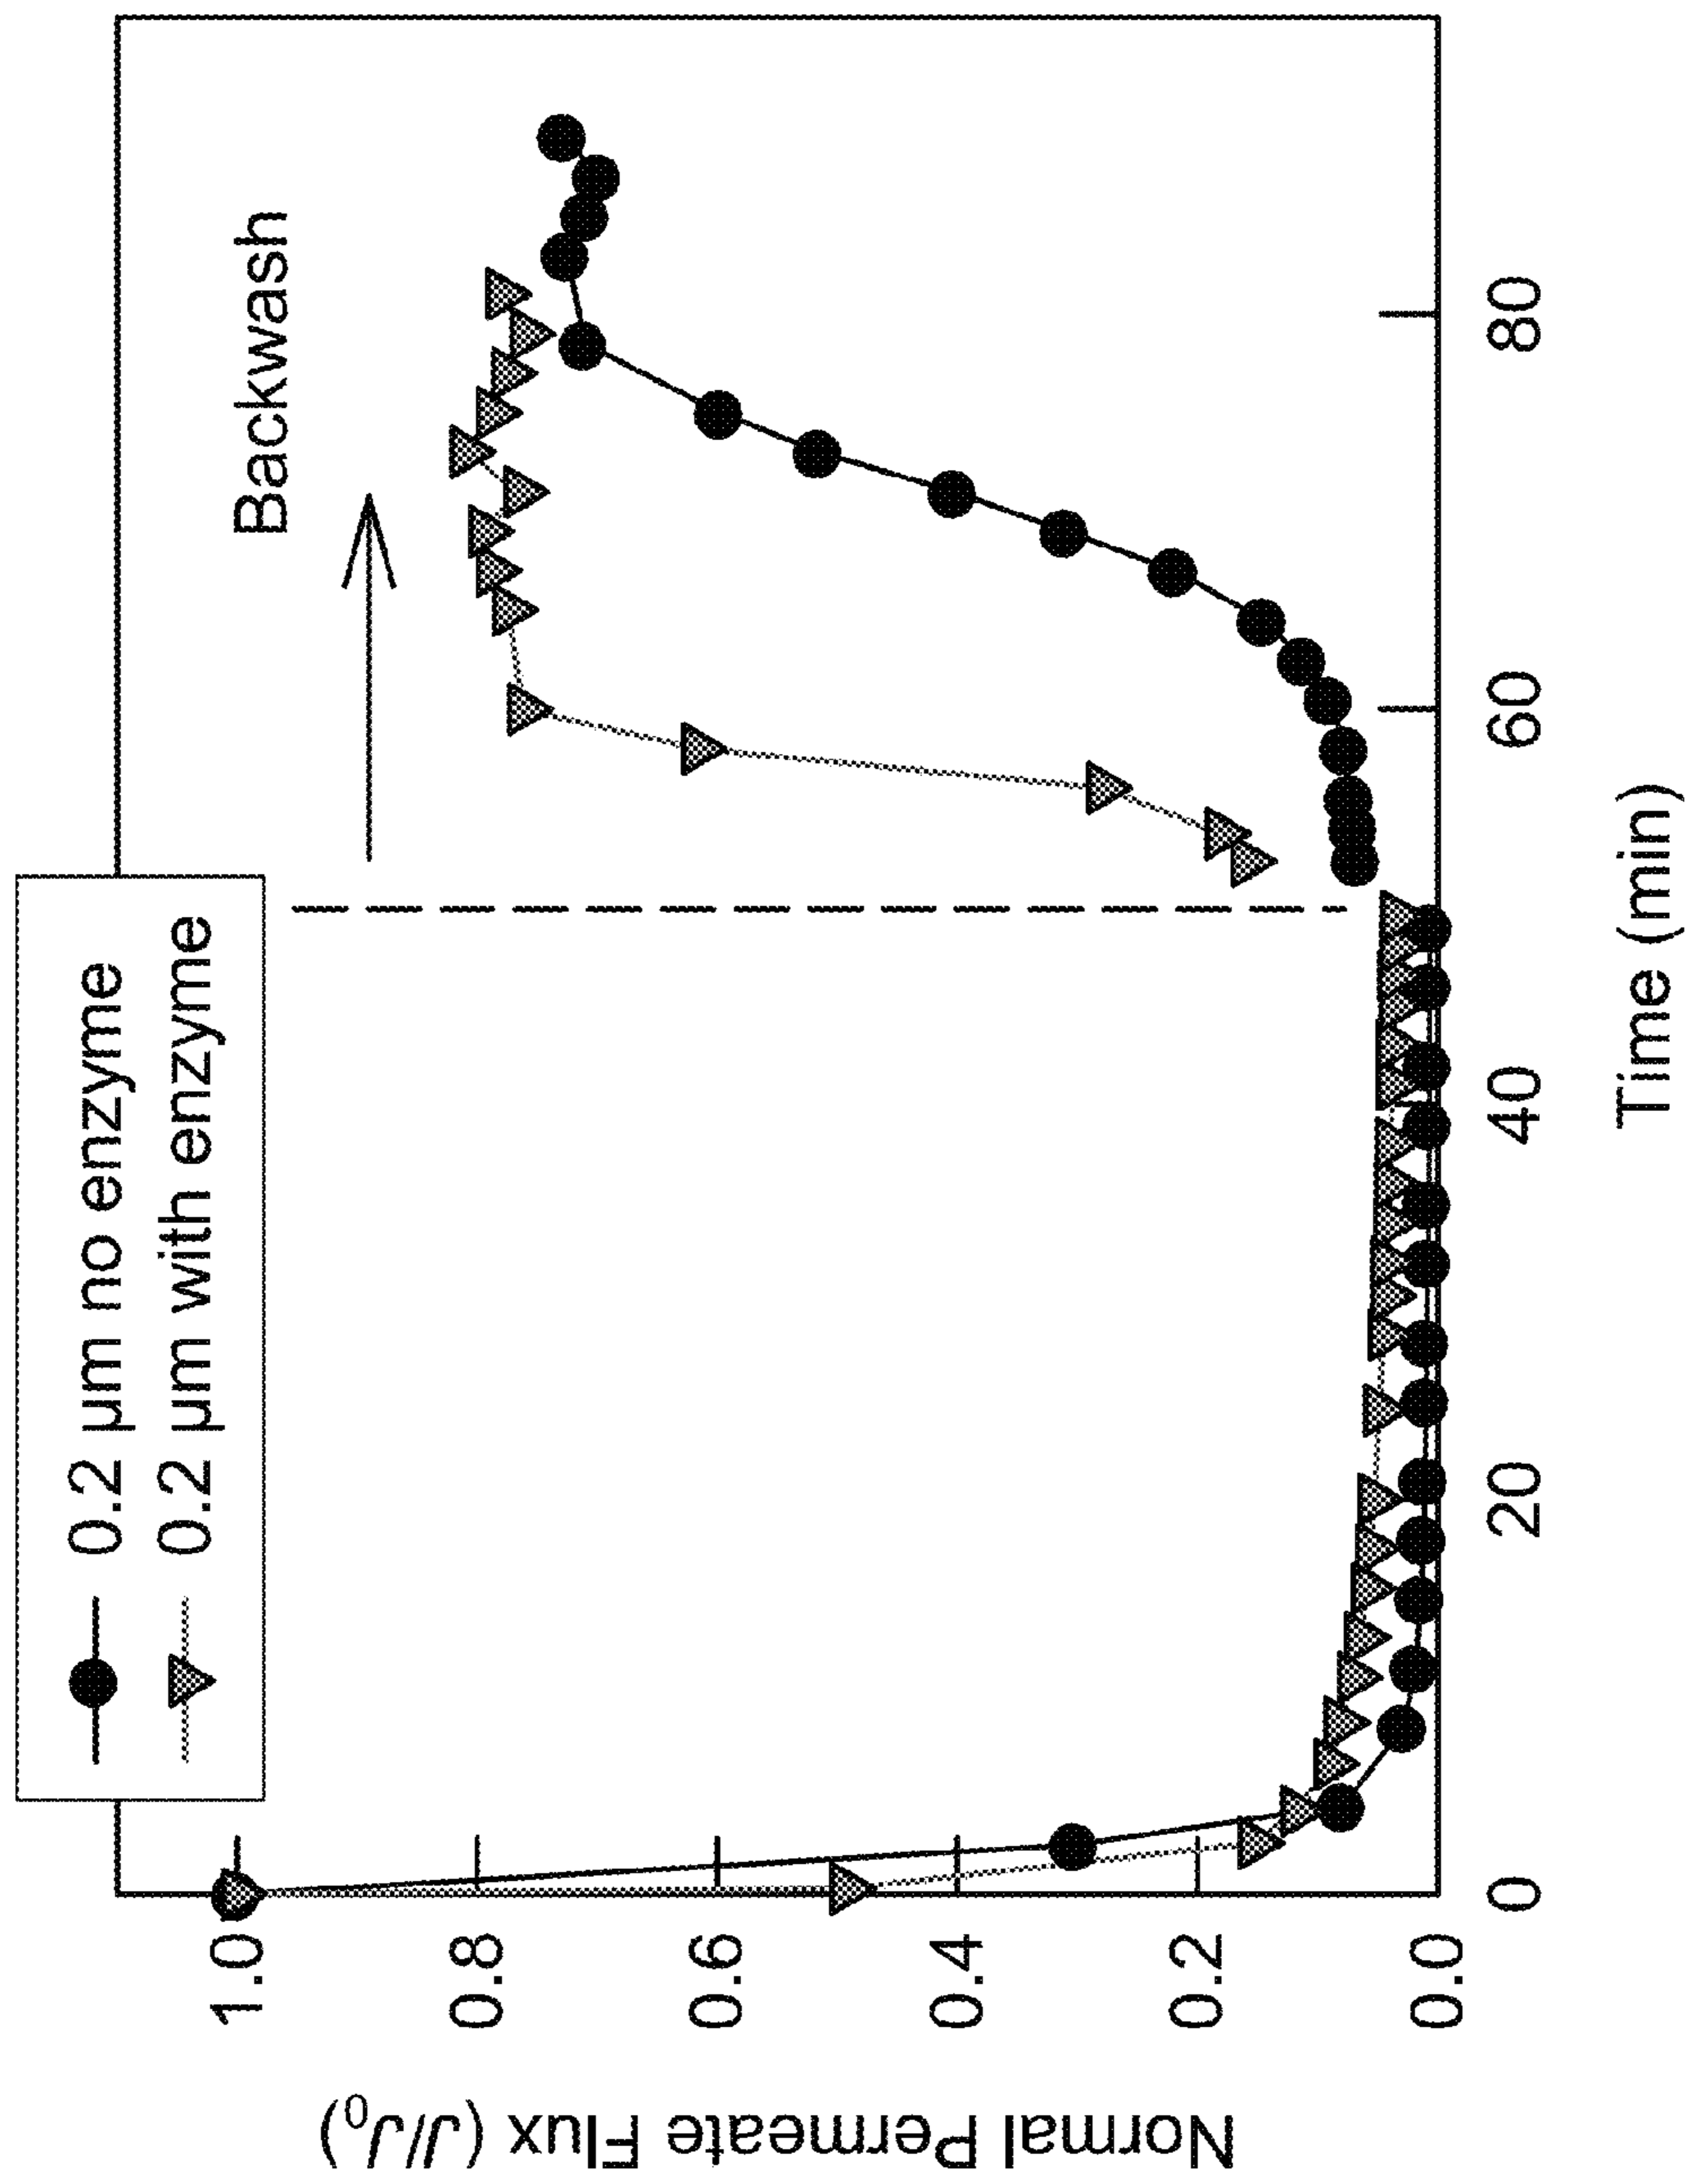 0.2 µm no enzyme
0.2 µm with enzyme
Backwash
Normal Permeate Flux (J/J₀)
1.0
0.8
0.6
0.4
0.2
0.0
0
20
40
60
80
Time (min)